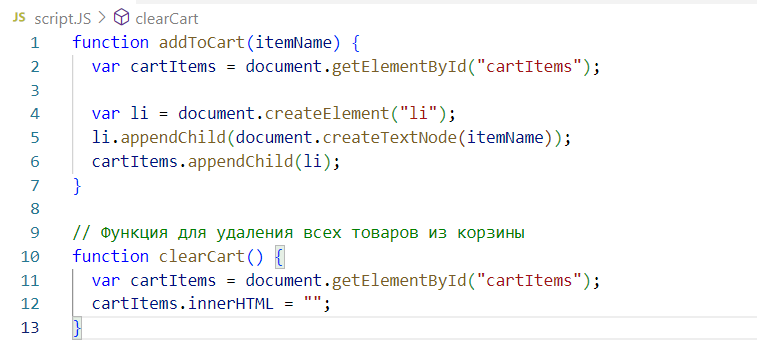 JS script.JS > clearCart
1 function addToCart(itemName) {
2 var cartItems = document.getElementById("cartItems");
3
4 var li = document.createElement("li");
5 li.appendChild(document.createTextNode(itemName));
6 cartItems.appendChild(li);
7 }
8
9 // Функция для удаления всех товаров из корзины
10 function clearCart() {
11 var cartItems = document.getElementById("cartItems");
12 cartItems.innerHTML = "";
13 }